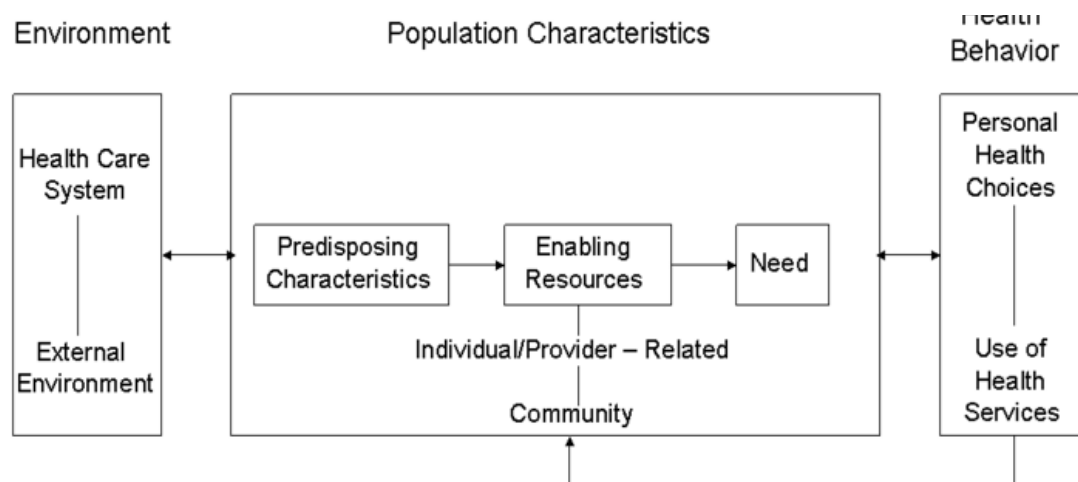 Environment
Population Characteristics
Health
Behavior
Health Care
System
External
Environment
Predisposing
Characteristics
Enabling
Resources
Need
Individual/Provider – Related
Community
Personal
Health
Choices
Use of
Health
Services